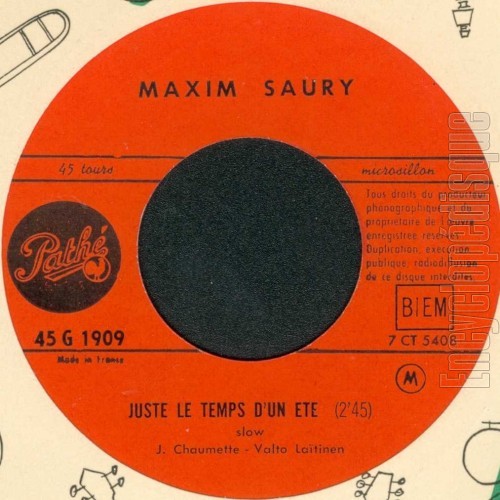 MAXIM SAURY
45 tours
microsillon
Tous droits du producteur
phonographique et du
propriétaire de l'œuvre
enregistrée réservés
Duplication, exécution
publique, radiodiffusion
de ce disque interdites
Pathé
BIEM
45 G 1909
7 CT 5408
Made in France
M
JUSTE LE TEMPS D'UN ETE (2'45)
slow
J. Chaumette - Valto Laïtinen
Encyclopédisque